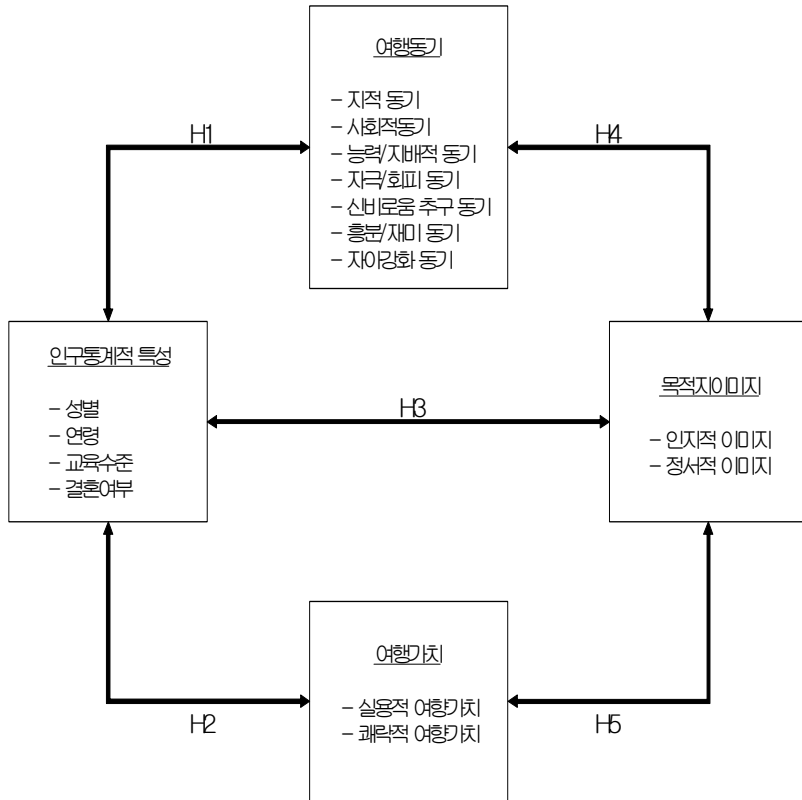 여행동기
- 지적 동기
- 사회적동기
- 능력/지배적 동기
- 자극/회피 동기
- 신비로움 추구 동기
- 흥분/재미 동기
- 자아강화 동기
H1
H4
인구통계적 특성
- 성별
- 연령
- 교육수준
- 결혼여부
H3
목적지이미지
- 인지적 이미지
- 정서적 이미지
여행가치
- 실용적 여향가치
- 쾌락적 여향가치
H2
H5